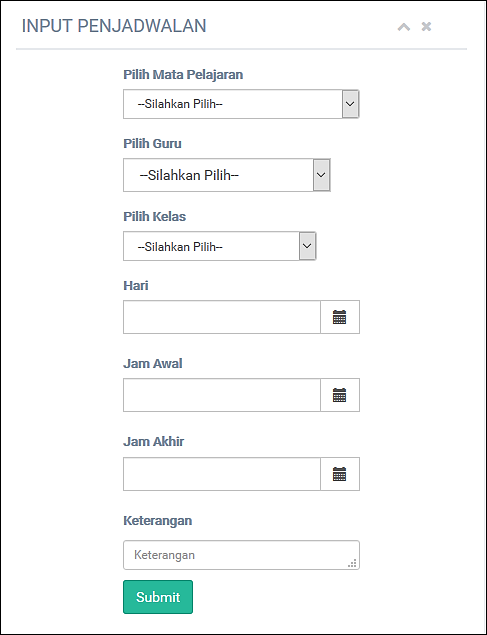 INPUT PENJADWALAN
Pilih Mata Pelajaran
--Silahkan Pilih--
Pilih Guru
--Silahkan Pilih--
Pilih Kelas
--Silahkan Pilih--
Hari
Jam Awal
Jam Akhir
Keterangan
Keterangan
Submit